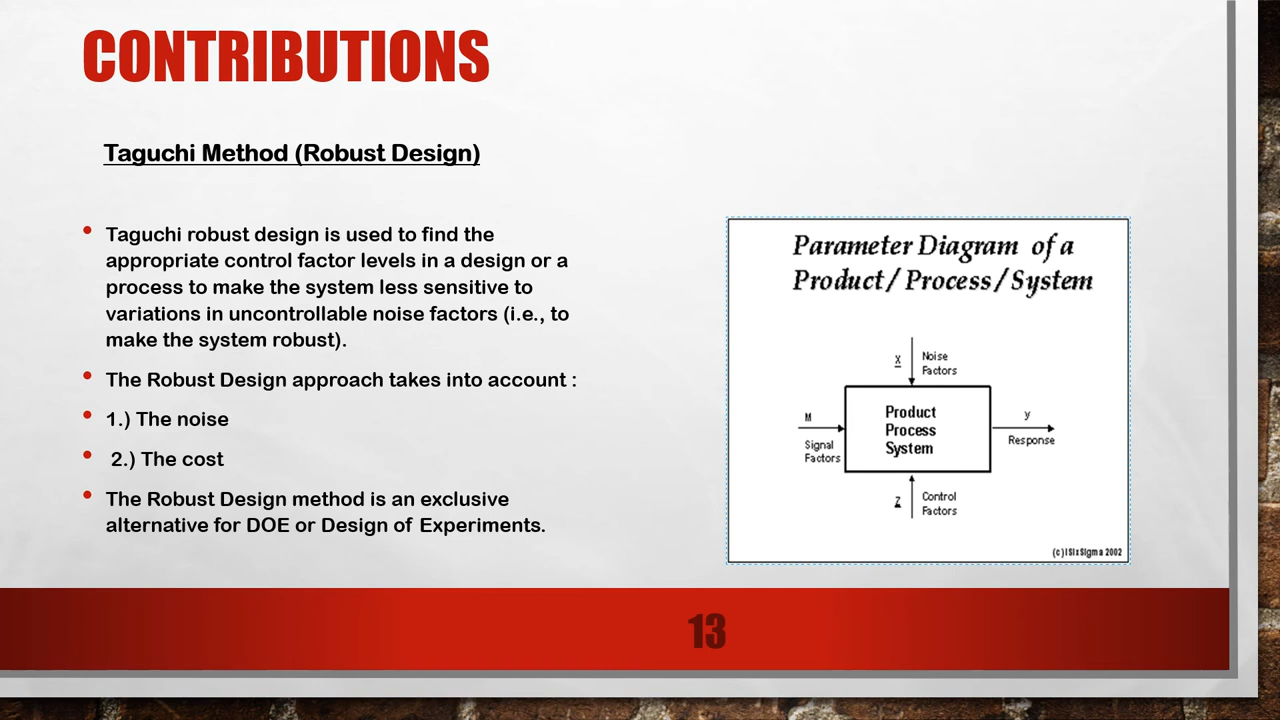 CONTRIBUTIONS
Taguchi Method (Robust Design)
• Taguchi robust design is used to find the
appropriate control factor levels in a design or a
process to make the system less sensitive to
variations in uncontrollable noise factors (i.e., to
make the system robust).
• The Robust Design approach takes into account :
• 1.) The noise
• 2.) The cost
• The Robust Design method is an exclusive
alternative for DOE or Design of Experiments.
Parameter Diagram of a
Product / Process / System
X
Noise
Factors
M
Signal
Factors
Product
Process
System
y
Response
Z
Control
Factors
(c) iSixSigma 2002
13